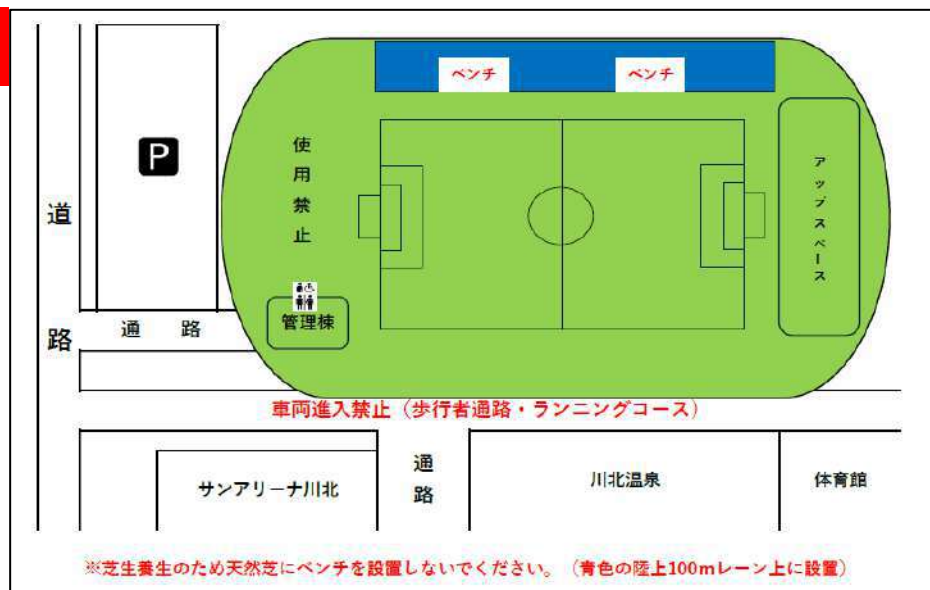 ベンチ
ベンチ
P
使用禁止
アップスペース
道路
管理棟
通路
車両進入禁止（歩行者通路・ランニングコース）
通路
サンアリーナ川北
川北温泉
体育館
※芝生養生のため天然芝にベンチを設置しないでください。（青色の陸上100mレーン上に設置）